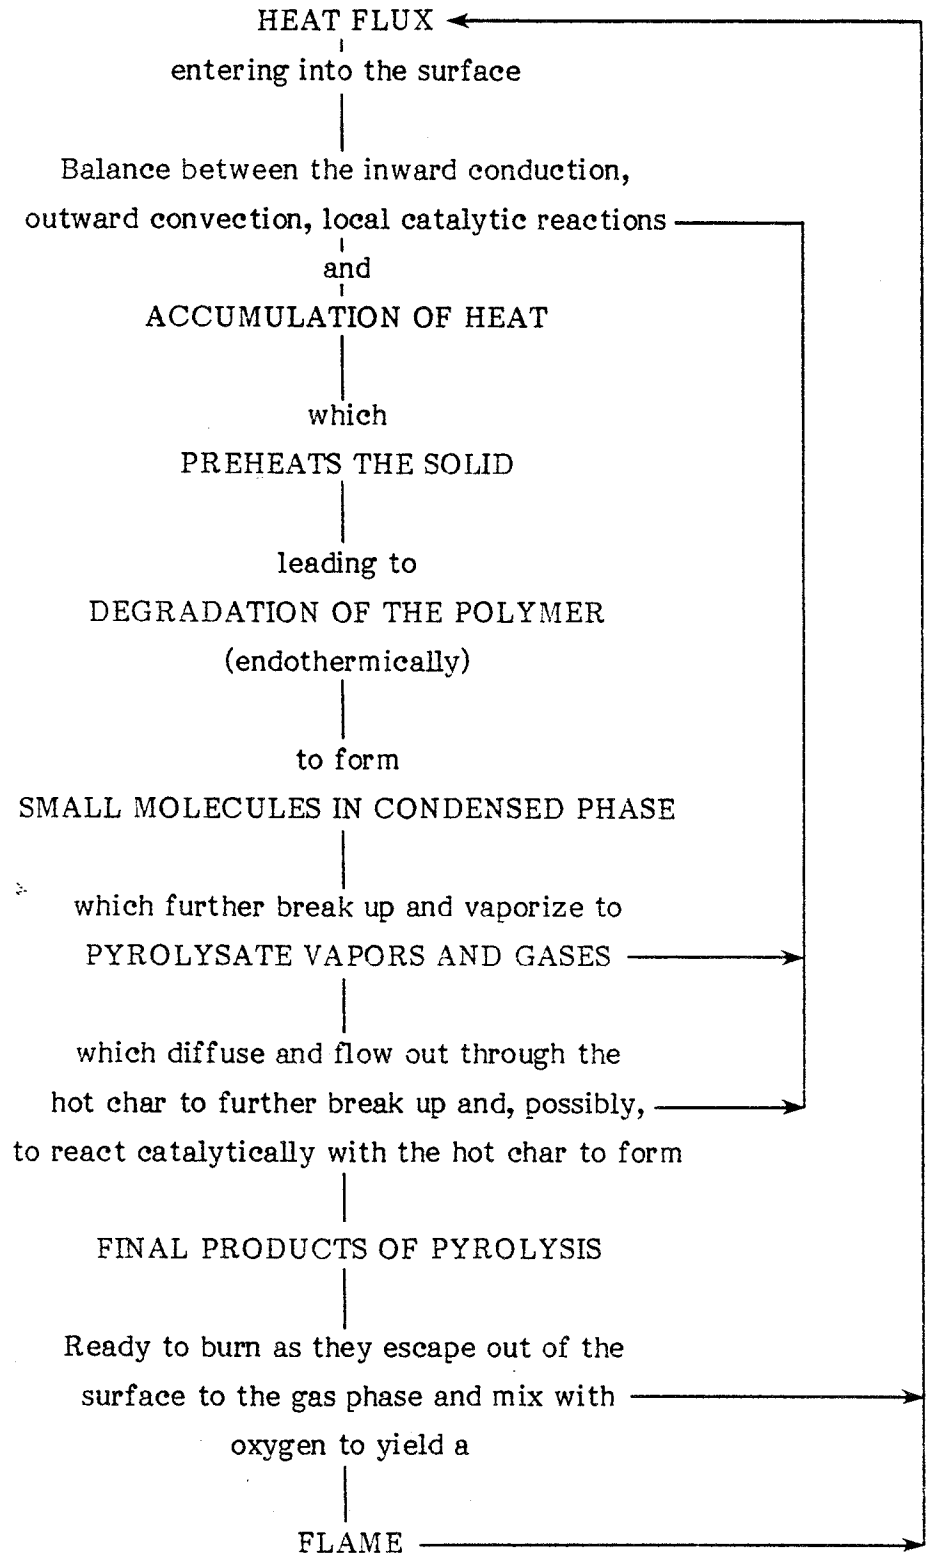 HEAT FLUX
entering into the surface
Balance between the inward conduction,
outward convection, local catalytic reactions
and
ACCUMULATION OF HEAT
which
PREHEATS THE SOLID
leading to
DEGRADATION OF THE POLYMER
(endothermically)
to form
SMALL MOLECULES IN CONDENSED PHASE
which further break up and vaporize to
PYROLYSATE VAPORS AND GASES
which diffuse and flow out through the
hot char to further break up and, possibly,
to react catalytically with the hot char to form
FINAL PRODUCTS OF PYROLYSIS
Ready to burn as they escape out of the
surface to the gas phase and mix with
oxygen to yield a
FLAME